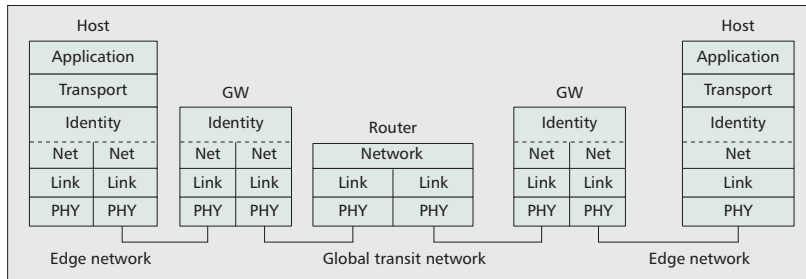 Host
Host
Application
Application
Transport
GW
GW
Transport
Identity
Identity
Router
Identity
Identity
Net Net
Net Net
Network
Net Net
Net
Link Link
Link Link
Link Link
Link Link
Link
PHY PHY
PHY PHY
PHY PHY
PHY PHY
PHY
Edge network
Global transit network
Edge network